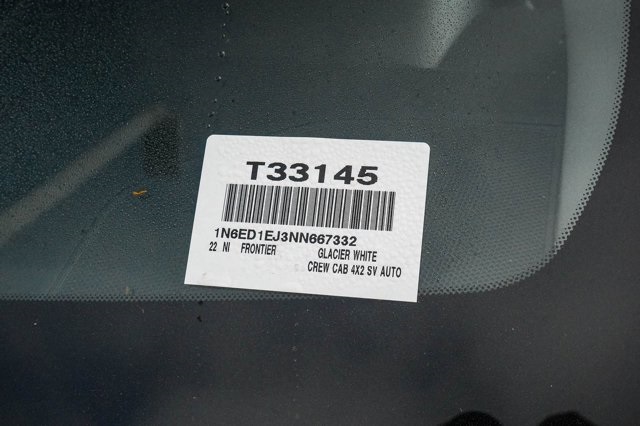 T33145
1N6ED1EJ3NN667332
22 NI FRONTIER GLACIER WHITE
CREW CAB 4X2 SV AUTO